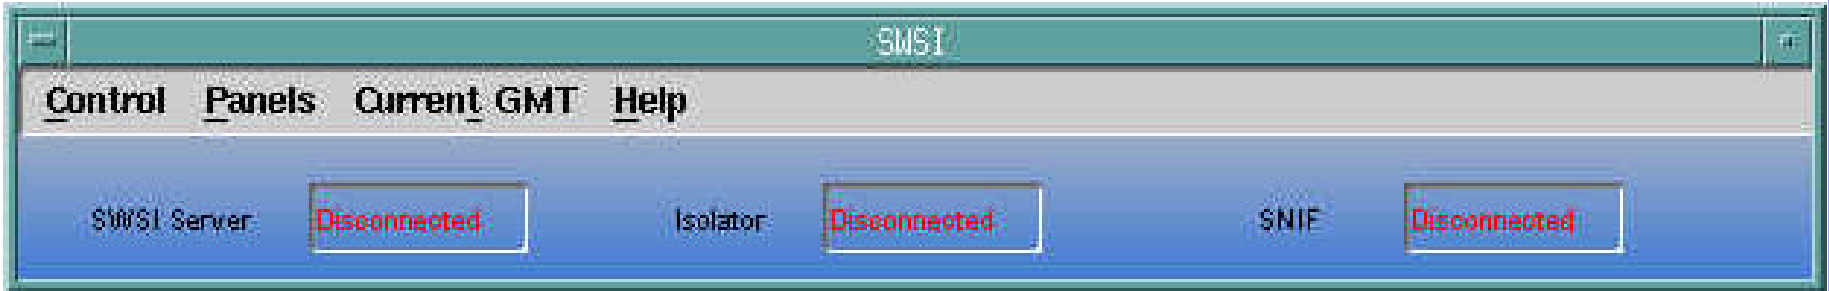 SWSI
Control Panels Current GMT Help
SWSI Server Disconnected Isolator Disconnected SNIF Disconnected